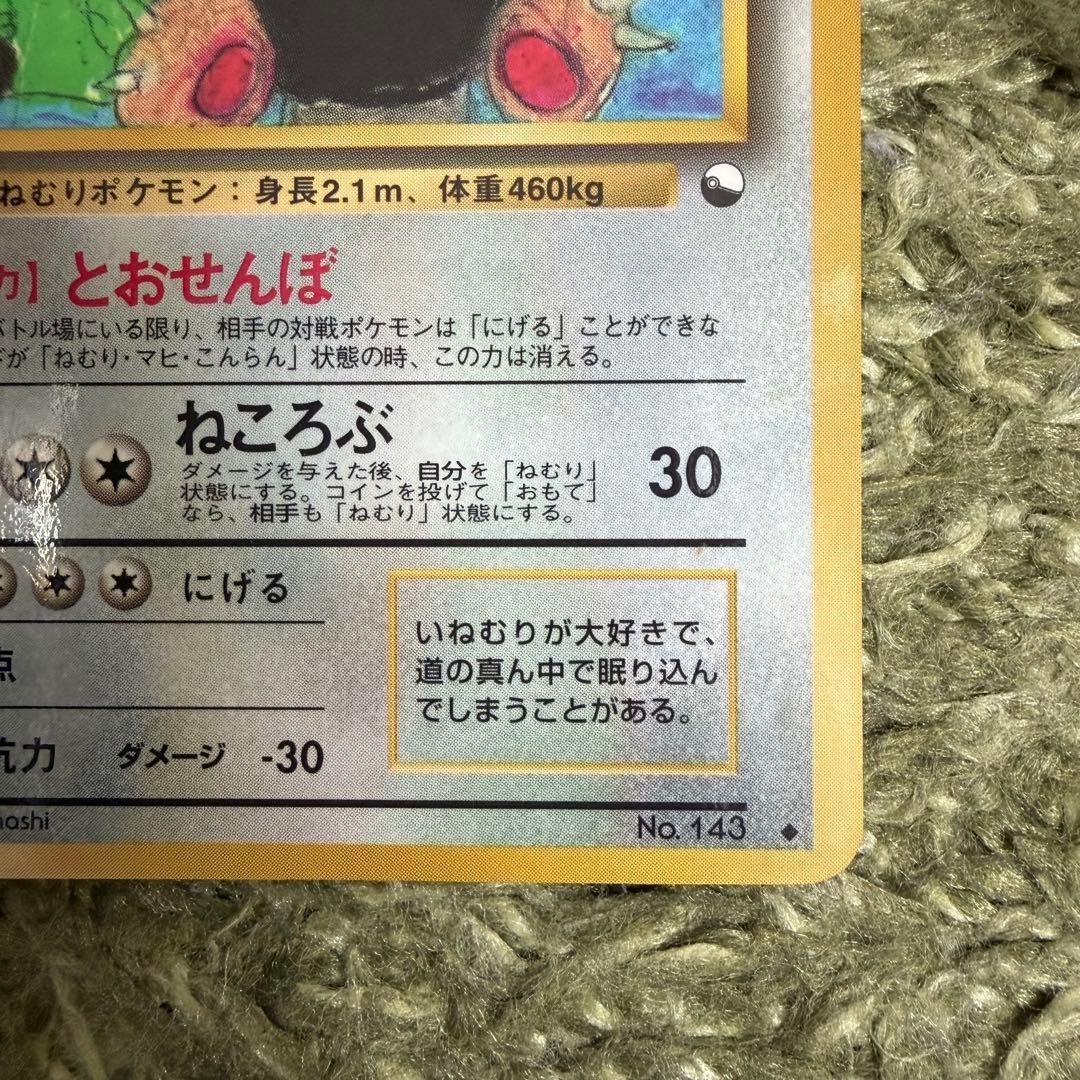 ねむりポケモン：身長2.1m、体重460kg
力］とおせんぼ
バトル場にいる限り、相手の対戦ポケモンは「にげる」ことができな
が「ねむり・マヒ・こんらん」状態の時、この力は消える。
ねころぶ
ダメージを与えた後、自分を「ねむり」
状態にする。コインを投げて「おもて」
なら、相手も「ねむり」状態にする。
30
にげる
いねむりが大好きで、
道の真ん中で眠り込ん
でしまうことがある。
点
抗力 ダメージ -30
No. 143